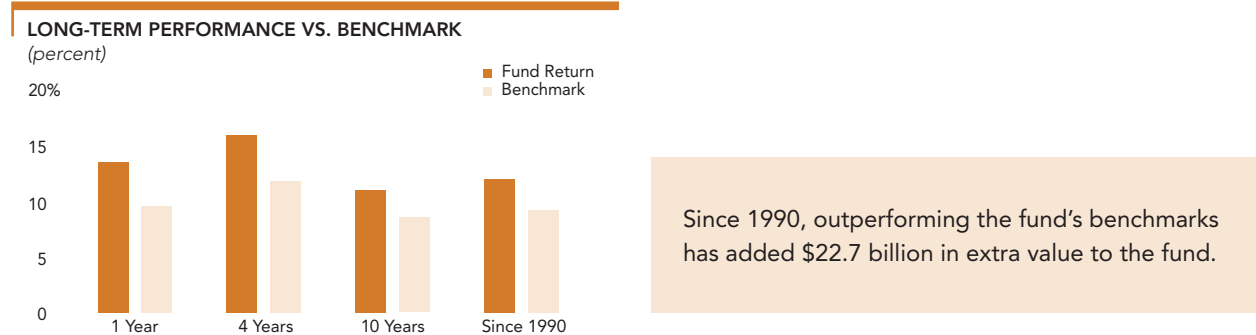 LONG-TERM PERFORMANCE VS. BENCHMARK
(percent)
Fund Return
Benchmark
20%
15
10
5
0
1 Year
4 Years
10 Years
Since 1990
Since 1990, outperforming the fund’s benchmarks
has added $22.7 billion in extra value to the fund.